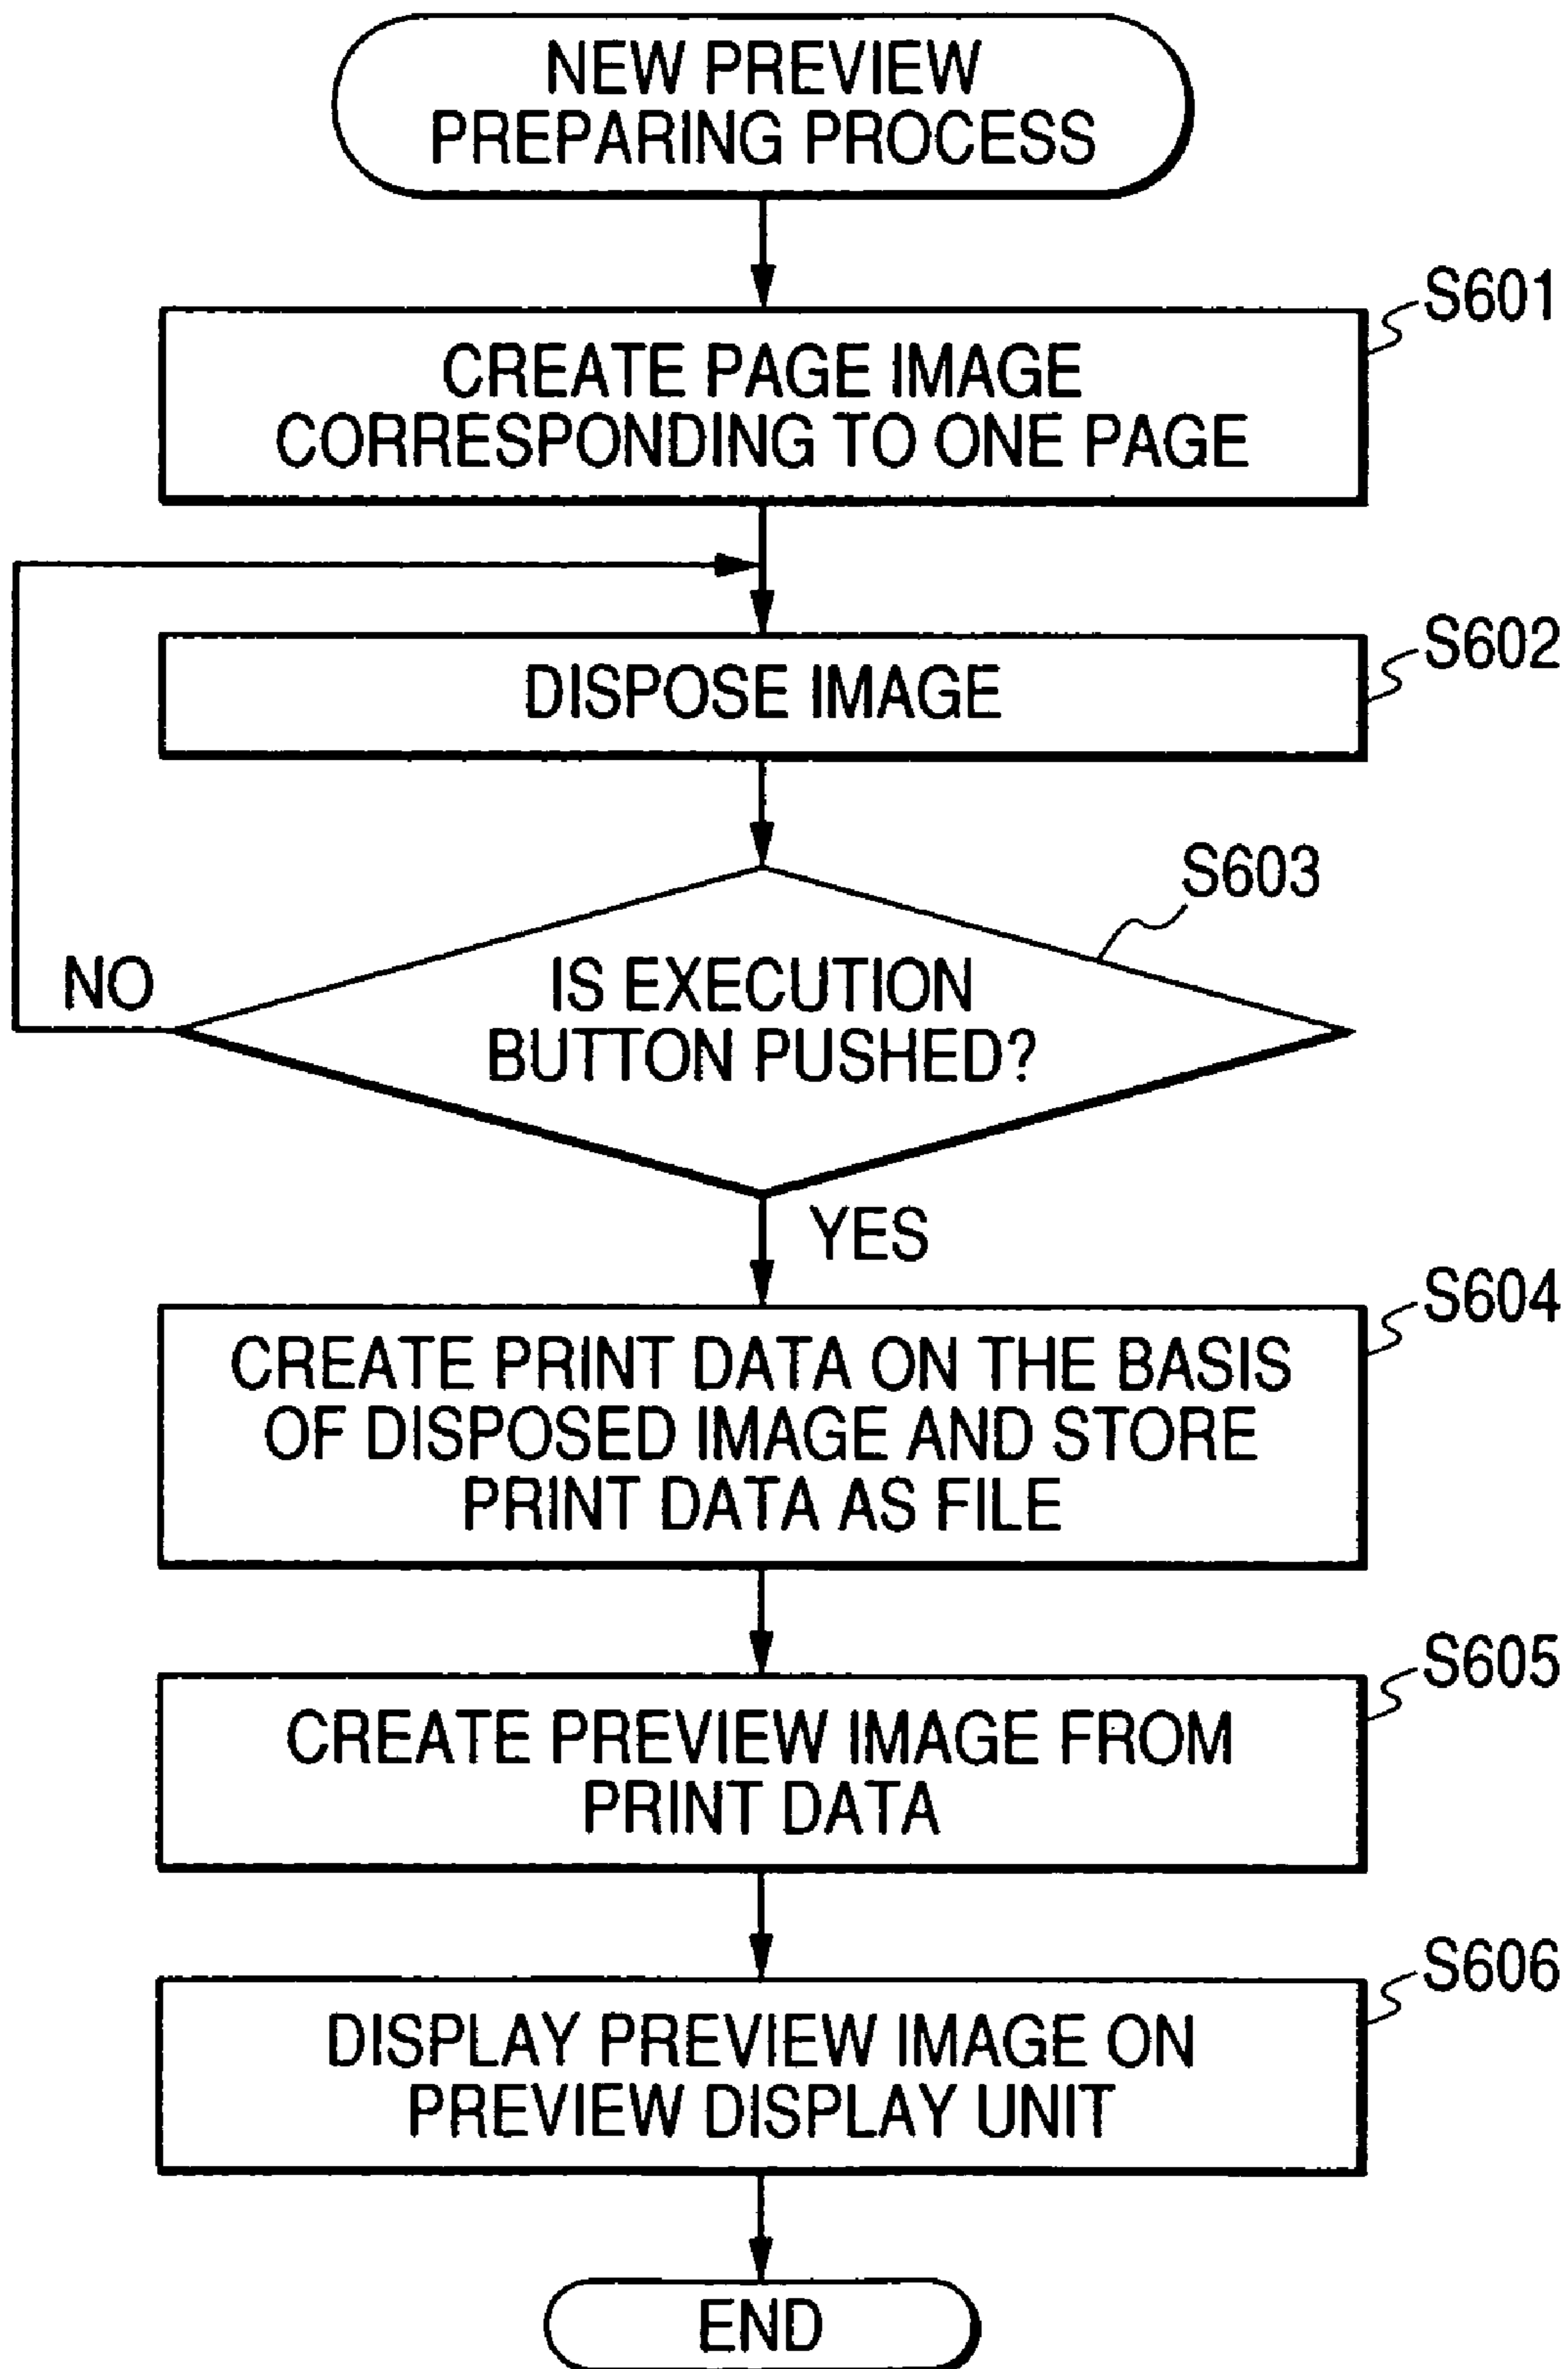 NEW PREVIEW
PREPARING PROCESS
S601
CREATE PAGE IMAGE
CORRESPONDING TO ONE PAGE
S602
DISPOSE IMAGE
S603
NO
IS EXECUTION
BUTTON PUSHED?
YES
S604
CREATE PRINT DATA ON THE BASIS
OF DISPOSED IMAGE AND STORE
PRINT DATA AS FILE
S605
CREATE PREVIEW IMAGE FROM
PRINT DATA
S606
DISPLAY PREVIEW IMAGE ON
PREVIEW DISPLAY UNIT
END